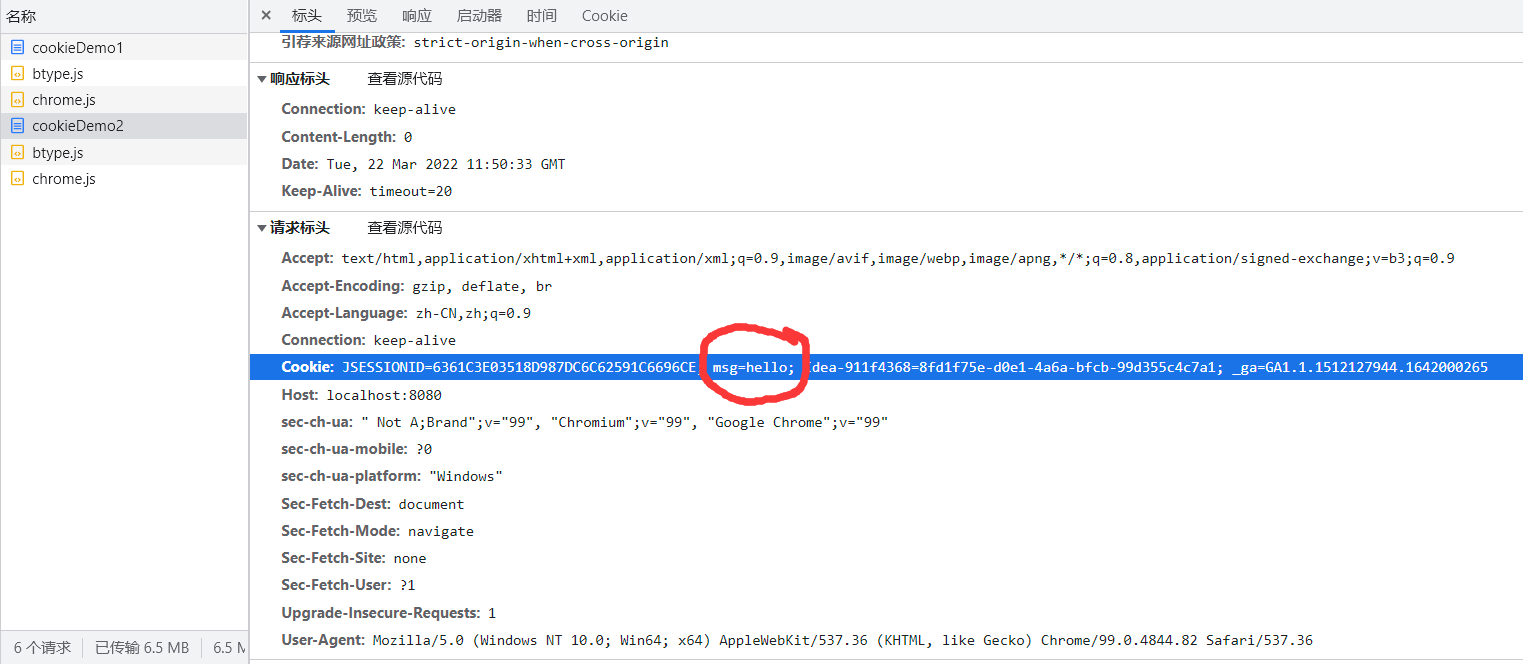 名称
cookieDemo1
btype.js
chrome.js
cookieDemo2
btype.js
chrome.js
6 个请求 已传输 6.5 MB 6.5 M
× 标头 预览 响应 启动器 时间 Cookie
引荐来源网址政策: strict-origin-when-cross-origin
响应标头 查看源代码
Connection: keep-alive
Content-Length: 0
Date: Tue, 22 Mar 2022 11:50:33 GMT
Keep-Alive: timeout=20
请求标头 查看源代码
Accept: text/html,application/xhtml+xml,application/xml;q=0.9,image/avif,image/webp,image/apng,*/*;q=0.8,application/signed-exchange;v=b3;q=0.9
Accept-Encoding: gzip, deflate, br
Accept-Language: zh-CN,zh;q=0.9
Connection: keep-alive
Cookie: JSESSIONID=6361C3E03518D987DC6C62591C6696CE; msg=hello; Idea-911f4368=8fd1f75e-d0e1-4a6a-bfcb-99d355c4c7a1; _ga=GA1.1.1512127944.1642000265
Host: localhost:8080
sec-ch-ua: " Not A;Brand";v="99", "Chromium";v="99", "Google Chrome";v="99"
sec-ch-ua-mobile: ?0
sec-ch-ua-platform: "Windows"
Sec-Fetch-Dest: document
Sec-Fetch-Mode: navigate
Sec-Fetch-Site: none
Sec-Fetch-User: ?1
Upgrade-Insecure-Requests: 1
User-Agent: Mozilla/5.0 (Windows NT 10.0; Win64; x64) AppleWebKit/537.36 (KHTML, like Gecko) Chrome/99.0.4844.82 Safari/537.36